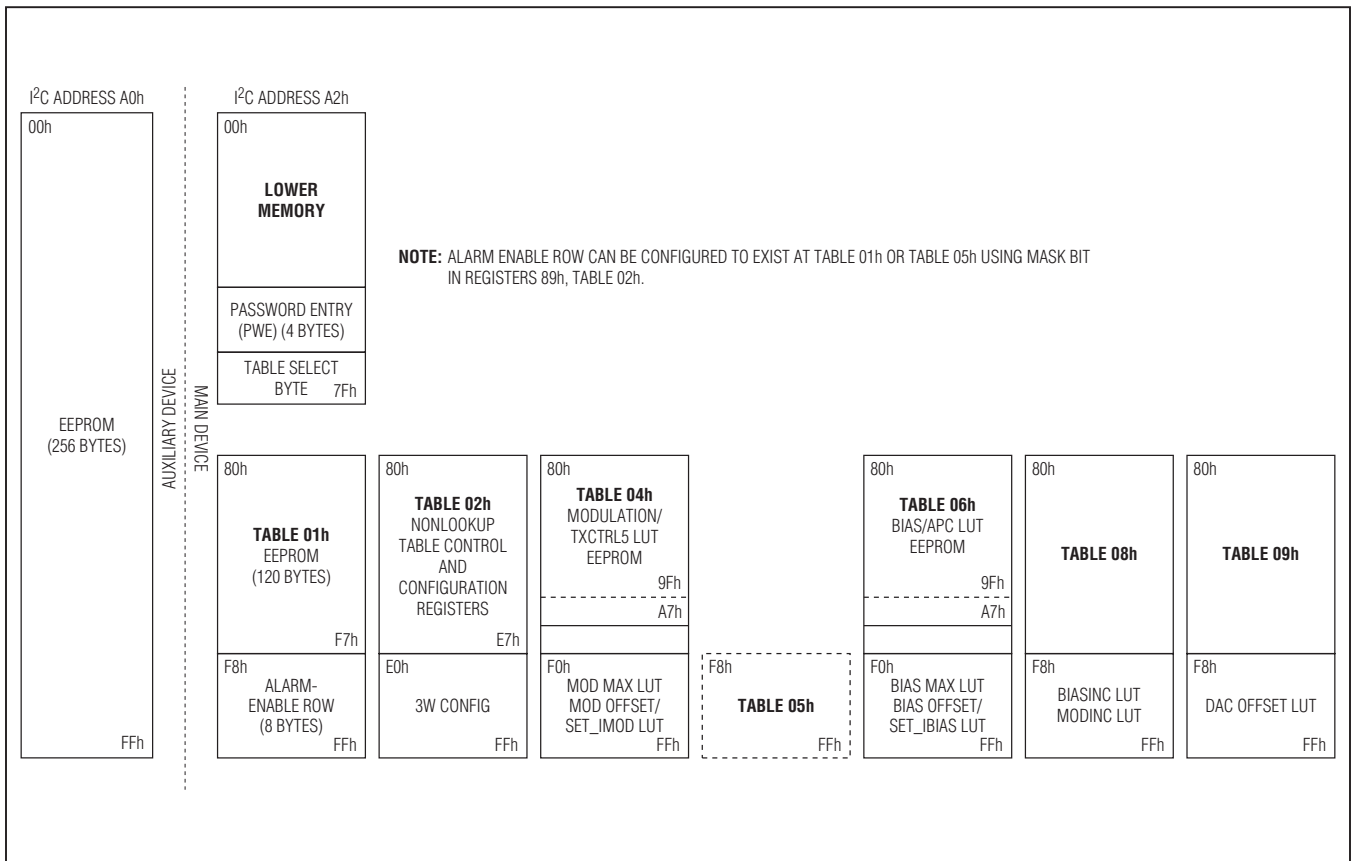 I²C ADDRESS A0h
00h
EEPROM
(256 BYTES)
FFh
AUXILIARY DEVICE
MAIN DEVICE
I²C ADDRESS A2h
00h
LOWER
MEMORY
PASSWORD ENTRY
(PWE) (4 BYTES)
TABLE SELECT
BYTE 7Fh
NOTE: ALARM ENABLE ROW CAN BE CONFIGURED TO EXIST AT TABLE 01h OR TABLE 05h USING MASK BIT
IN REGISTERS 89h, TABLE 02h.
80h
TABLE 01h
EEPROM
(120 BYTES)
F7h
F8h
ALARM-
ENABLE ROW
(8 BYTES)
FFh
80h
TABLE 02h
NONLOOKUP
TABLE CONTROL
AND
CONFIGURATION
REGISTERS
E7h
E0h
3W CONFIG
FFh
80h
TABLE 04h
MODULATION/
TXCTRL5 LUT
EEPROM
9Fh
A7h
F0h
MOD MAX LUT
MOD OFFSET/
SET_IMOD LUT
FFh
F8h
TABLE 05h
FFh
80h
TABLE 06h
BIAS/APC LUT
EEPROM
9Fh
A7h
F0h
BIAS MAX LUT
BIAS OFFSET/
SET_IBIAS LUT
FFh
80h
TABLE 08h
F8h
BIASINC LUT
MODINC LUT
FFh
80h
TABLE 09h
F8h
DAC OFFSET LUT
FFh